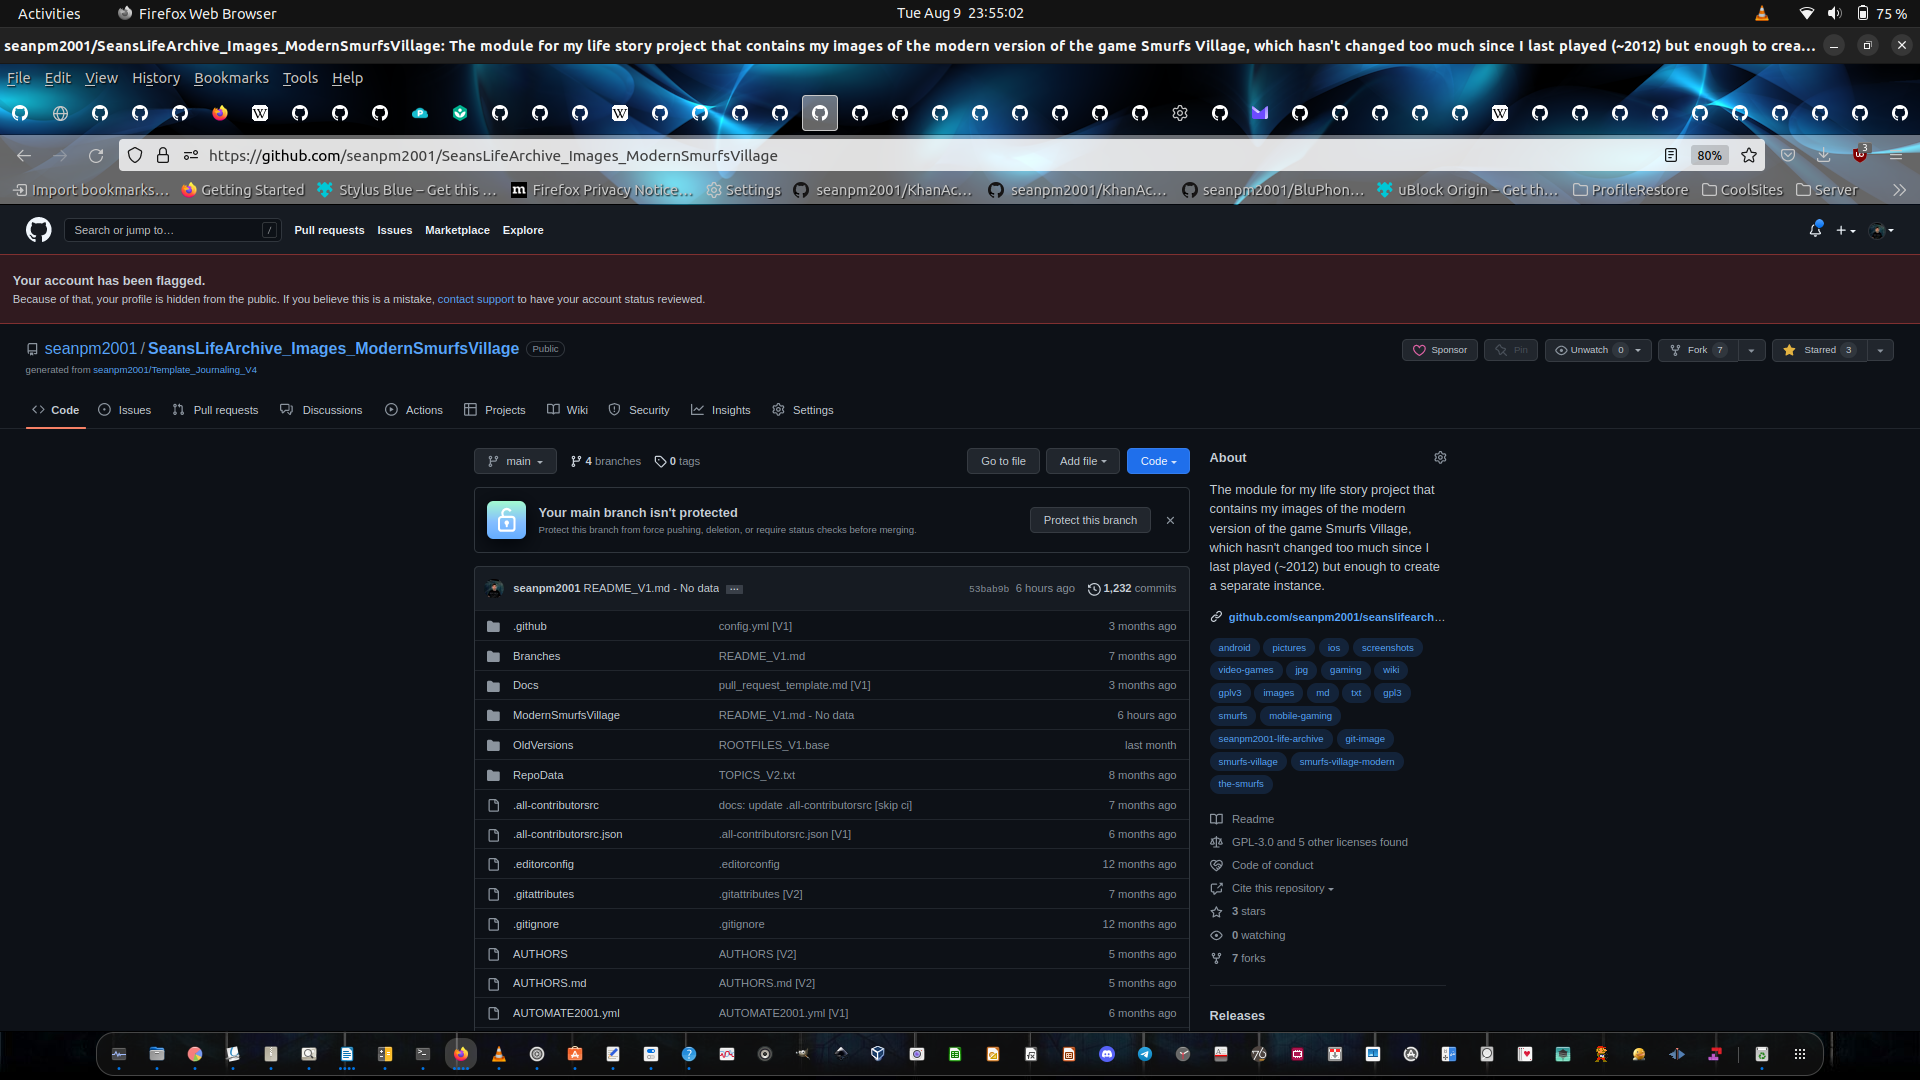 Activities
Firefox Web Browser
Tue Aug 9 23:55:02
75 %
seanpm2001/SeansLifeArchive_Images_ModernSmurfsVillage: The module for my life story project that contains my images of the modern version of the game Smurfs Village, which hasn't changed too much since I last played (~2012) but enough to crea…
File Edit View History Bookmarks Tools Help
https://github.com/seanpm2001/SeansLifeArchive_Images_ModernSmurfsVillage
80%
3
Import bookmarks… Getting Started Stylus Blue – Get this … Firefox Privacy Notice… Settings seanpm2001/KhanAc… seanpm2001/KhanAc… seanpm2001/BluPhon… uBlock Origin – Get th… ProfileRestore CoolSites Server
Search or jump to… /
Pull requests Issues Marketplace Explore
Your account has been flagged.
Because of that, your profile is hidden from the public. If you believe this is a mistake, contact support to have your account status reviewed.
seanpm2001 / SeansLifeArchive_Images_ModernSmurfsVillage Public
Sponsor Pin Unwatch 0 Fork 7 Starred 3
generated from seanpm2001/Template_Journaling_V4
Code Issues Pull requests Discussions Actions Projects Wiki Security Insights Settings
main 4 branches 0 tags
Go to file Add file Code
Your main branch isn't protected
Protect this branch from force pushing, deletion, or require status checks before merging.
Protect this branch
seanpm2001 README_V1.md - No data … 53bab9b 6 hours ago 1,232 commits
.github config.yml [V1] 3 months ago
Branches README_V1.md 7 months ago
Docs pull_request_template.md [V1] 3 months ago
ModernSmurfsVillage README_V1.md - No data 6 hours ago
OldVersions ROOTFILES_V1.base last month
RepoData TOPICS_V2.txt 8 months ago
.all-contributorsrc docs: update .all-contributorsrc [skip ci] 7 months ago
.all-contributorsrc.json .all-contributorsrc.json [V1] 6 months ago
.editorconfig .editorconfig 12 months ago
.gitattributes .gitattributes [V2] 7 months ago
.gitignore .gitignore 12 months ago
AUTHORS AUTHORS [V2] 5 months ago
AUTHORS.md AUTHORS.md [V2] 5 months ago
AUTOMATE2001.yml AUTOMATE2001.yml [V1] 6 months ago
About
The module for my life story project that
contains my images of the modern
version of the game Smurfs Village,
which hasn't changed too much since I
last played (~2012) but enough to create
a separate instance.
github.com/seanpm2001/seanslifearch…
android pictures ios screenshots
video-games jpg gaming wiki
gplv3 images md txt gpl3
smurfs mobile-gaming
seanpm2001-life-archive git-image
smurfs-village smurfs-village-modern
the-smurfs
Readme
GPL-3.0 and 5 other licenses found
Code of conduct
Cite this repository
3 stars
0 watching
7 forks
Releases